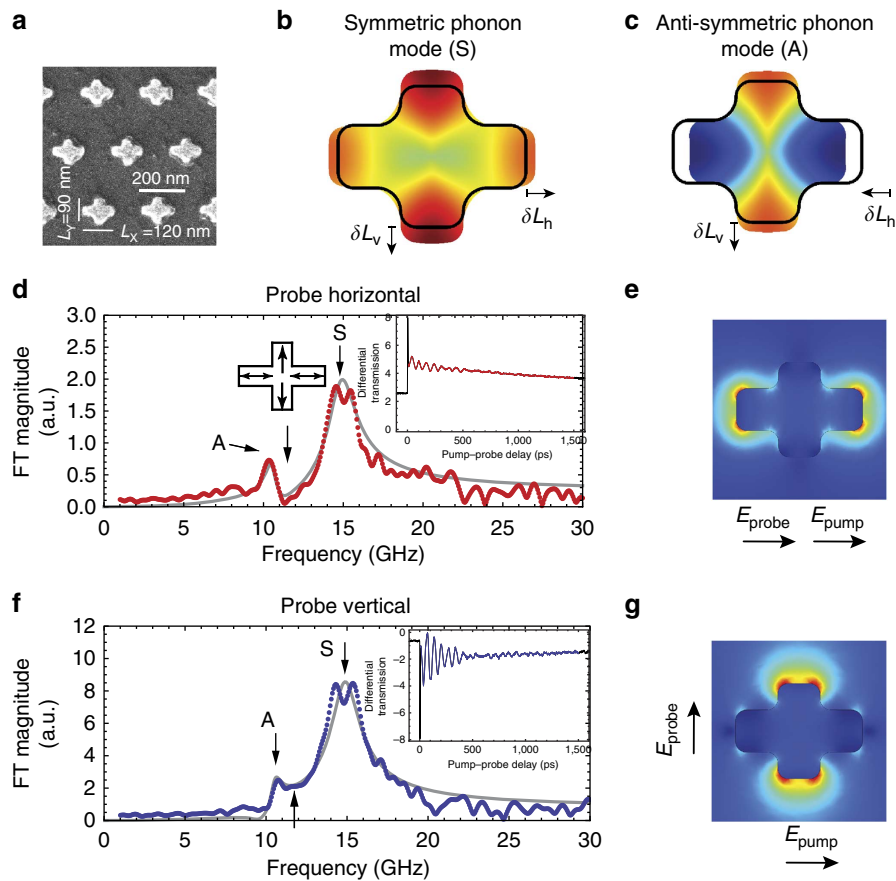 a
200 nm
L_Y=90 nm
L_X =120 nm
b
Symmetric phonon
mode (S)
δL_h
δL_v
c
Anti-symmetric phonon
mode (A)
δL_h
δL_v
d
Probe horizontal
FT magnitude
(a.u.)
3.0
2.5
2.0
1.5
1.0
0.5
0.0
0
5
10
15
20
25
30
Frequency (GHz)
A
S
Differential
transmission
8
6
4
2
0
0
500
1,000
1,500
Pump–probe delay (ps)
e
E_probe
E_pump
f
Probe vertical
FT magnitude
(a.u.)
12
10
8
6
4
2
0
0
5
10
15
20
25
30
Frequency (GHz)
A
S
Differential
transmission
0
−2
−4
−6
−8
0
500
1,000
1,500
Pump–probe delay (ps)
g
E_probe
E_pump